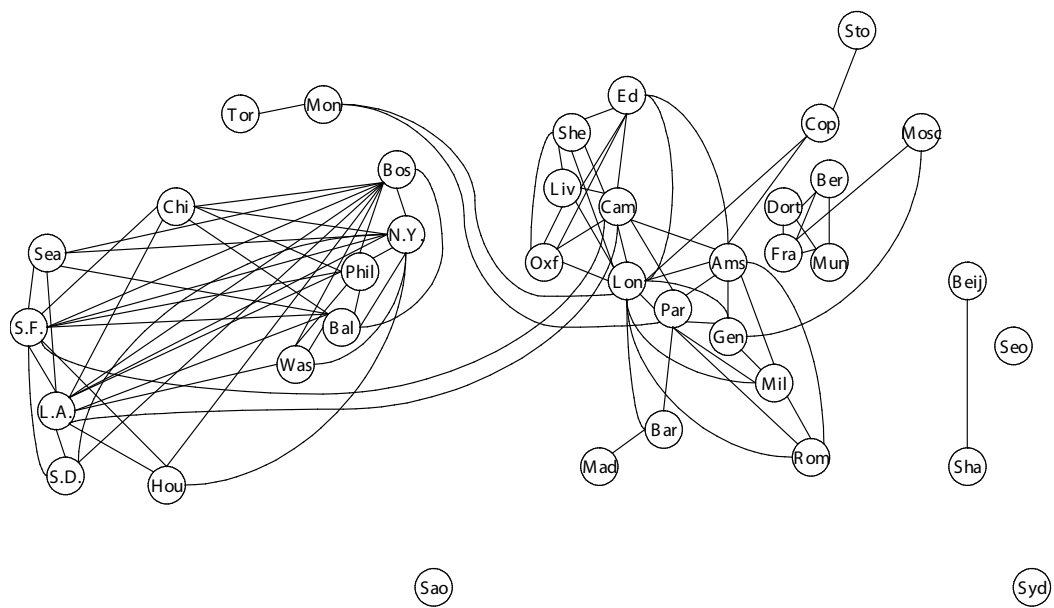 Sto
Ed
Tor
Mon
Cop
She
Mosc
Bos
Liv
Ber
Chi
Cam
Dort
N.Y.
Sea
Oxf
Phil
Lon
Ams
Fra
Mun
Beij
Par
S.F.
Bal
Gen
Seo
Was
Mil
L.A.
Bar
Rom
Mad
Sha
S.D.
Hou
Sao
Syd